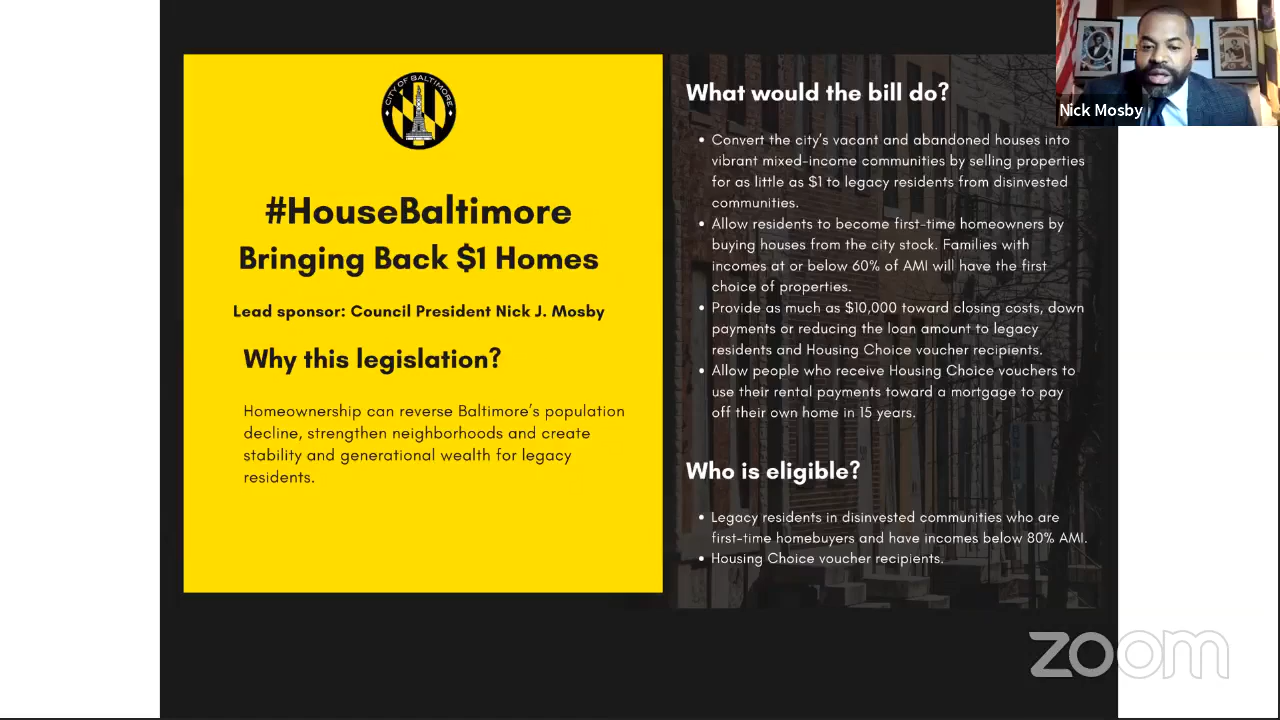 CITY OF BALTIMORE
#HouseBaltimore
Bringing Back $1 Homes
Lead sponsor: Council President Nick J. Mosby
Why this legislation?
Homeownership can reverse Baltimore's population
decline, strengthen neighborhoods and create
stability and generational wealth for legacy
residents.
What would the bill do?
• Convert the city's vacant and abandoned houses into
vibrant mixed-income communities by selling properties
for as little as $1 to legacy residents from disinvested
communities.
• Allow residents to become first-time homeowners by
buying houses from the city stock. Families with
incomes at or below 60% of AMI will have the first
choice of properties.
• Provide as much as $10,000 toward closing costs, down
payments or reducing the loan amount to legacy
residents and Housing Choice voucher recipients.
• Allow people who receive Housing Choice vouchers to
use their rental payments toward a mortgage to pay
off their own home in 15 years.
Who is eligible?
• Legacy residents in disinvested communities who are
first-time homebuyers and have incomes below 80% AMI.
• Housing Choice voucher recipients.
Nick Mosby
zoom